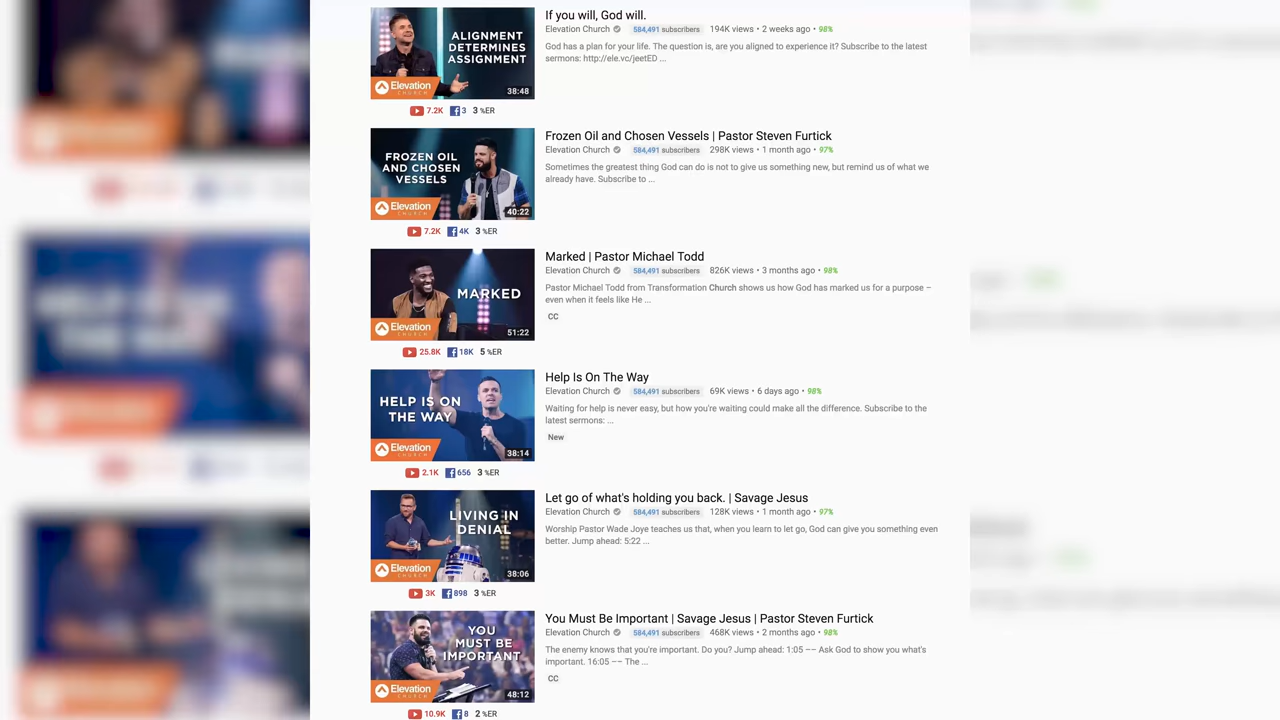 If you will, God will.
ALIGNMENT
DETERMINES
ASSIGNMENT
Elevation
CHURCH
38:48
Elevation Church 584,491 subscribers 194K views • 2 weeks ago • 98%
God has a plan for your life. The question is, are you aligned to experience it? Subscribe to the latest
sermons: http://ele.vc/jeetED ...
7.2K 3 3 %ER
Frozen Oil and Chosen Vessels | Pastor Steven Furtick
FROZEN OIL
AND CHOSEN
VESSELS
Elevation
CHURCH
40:22
Elevation Church 584,491 subscribers 298K views • 1 month ago • 97%
Sometimes the greatest thing God can do is not to give us something new, but remind us of what we
already have. Subscribe to ...
7.2K 4K 3 %ER
Marked | Pastor Michael Todd
MARKED
Elevation
CHURCH
51:22
Elevation Church 584,491 subscribers 826K views • 3 months ago • 98%
Pastor Michael Todd from Transformation Church shows us how God has marked us for a purpose –
even when it feels like He ...
CC
25.8K 18K 5 %ER
Help Is On The Way
HELP IS ON
THE WAY
Elevation
CHURCH
38:14
Elevation Church 584,491 subscribers 69K views • 6 days ago • 98%
Waiting for help is never easy, but how you're waiting could make all the difference. Subscribe to the
latest sermons: ...
New
2.1K 656 3 %ER
Let go of what's holding you back. | Savage Jesus
LIVING IN
DENIAL
Elevation
CHURCH
38:06
Elevation Church 584,491 subscribers 128K views • 1 month ago • 97%
Worship Pastor Wade Joye teaches us that, when you learn to let go, God can give you something even
better. Jump ahead: 5:22 ...
3K 898 3 %ER
You Must Be Important | Savage Jesus | Pastor Steven Furtick
YOU
MUST BE
IMPORTANT
Elevation
CHURCH
48:12
Elevation Church 584,491 subscribers 468K views • 2 months ago • 98%
The enemy knows that you're important. Do you? Jump ahead: 1:05 –– Ask God to show you what's
important. 16:05 –– The ...
CC
10.9K 8 2 %ER